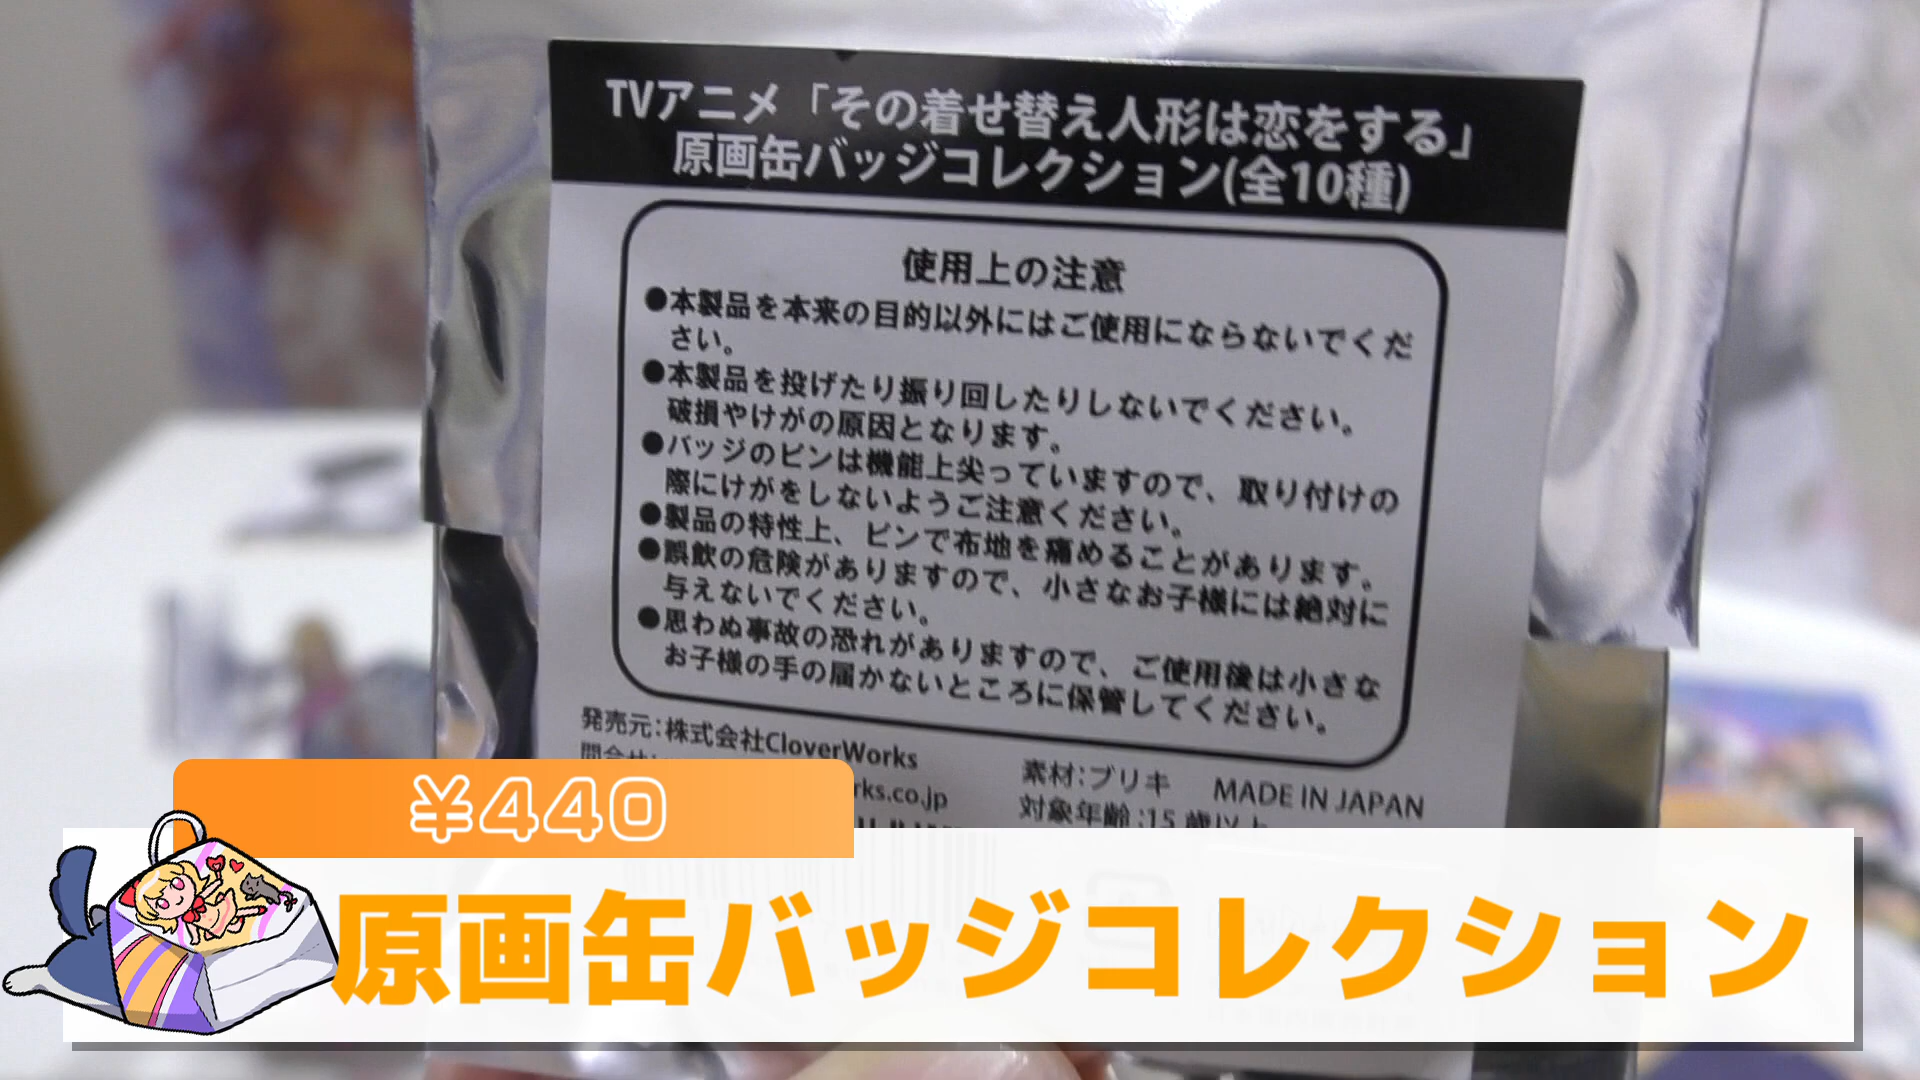 TVアニメ「その着せ替え人形は恋をする」
原画缶バッジコレクション(全10種)
使用上の注意
●本製品を本来の目的以外にはご使用にならないでくだ
さい。
●本製品を投げたり振り回したりしないでください。
破損やけがの原因となります。
●バッジのピンは機能上尖っていますので、取り付けの
際にけがをしないようご注意ください。
●製品の特性上、ピンで布地を痛めることがあります。
●誤飲の危険がありますので、小さなお子様には絶対に
与えないでください。
●思わぬ事故の恐れがありますので、ご使用後は小さな
お子様の手の届かないところに保管してください。
発売元:株式会社CloverWorks
素材:ブリキ MADE IN JAPAN
rks.co.jp
対象年齢:15歳以上
¥440
原画缶バッジコレクション